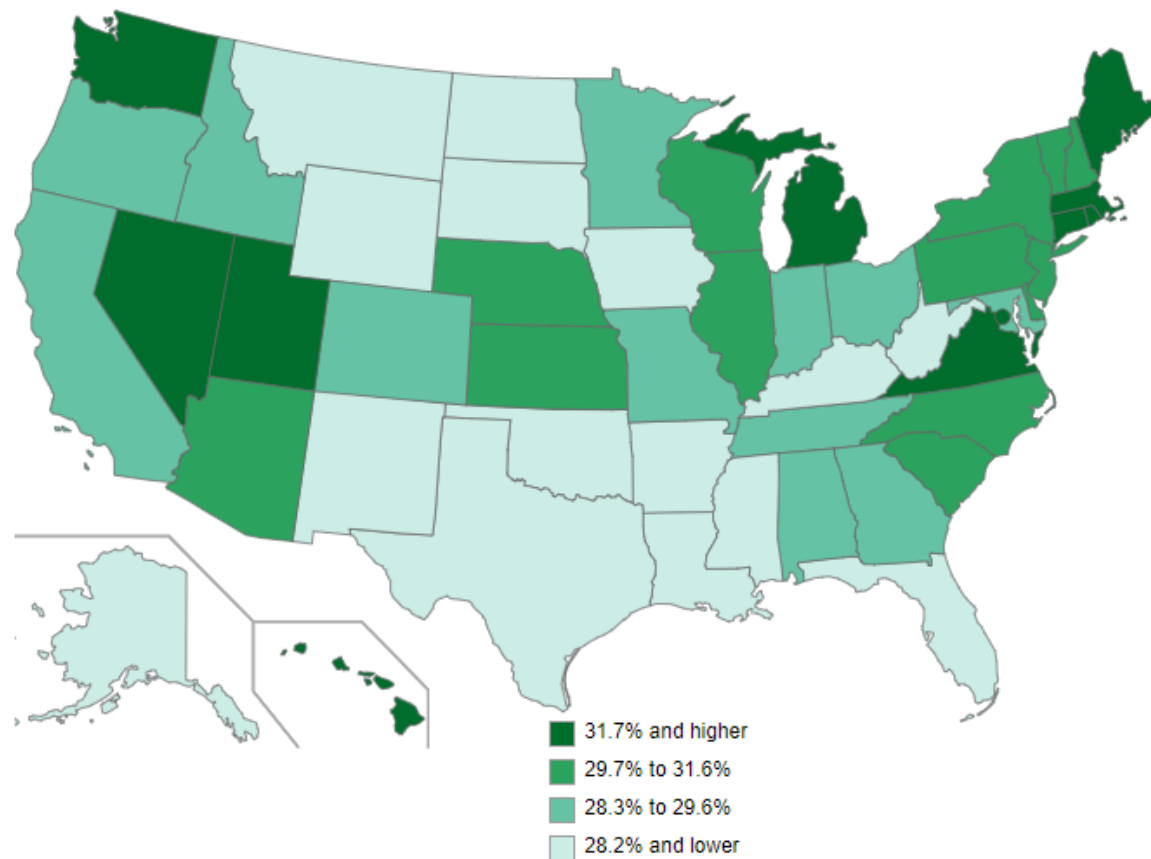 31.7% and higher
29.7% to 31.6%
28.3% to 29.6%
28.2% and lower